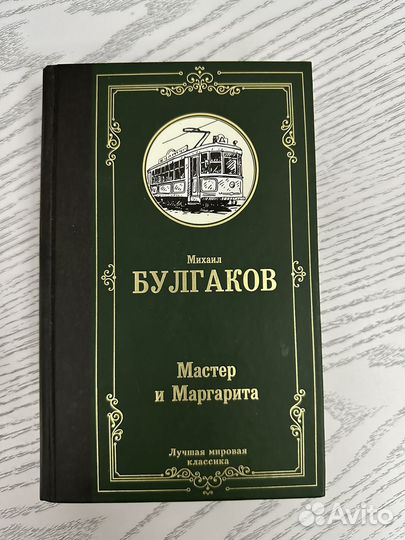 Михаил
БУЛГАКОВ
Мастер
и Маргарита
Лучшая мировая
классика
Avito